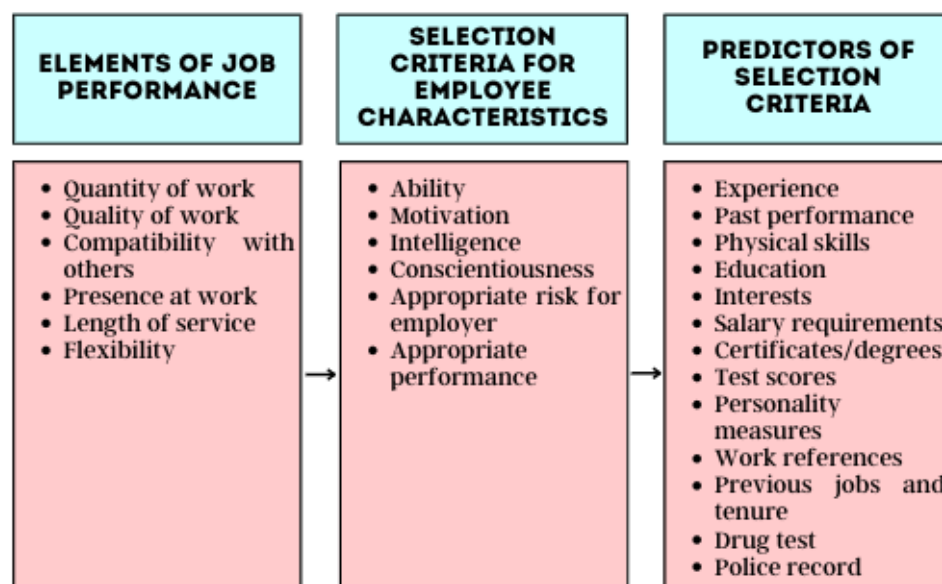 ELEMENTS OF JOB
PERFORMANCE
SELECTION
CRITERIA FOR
EMPLOYEE
CHARACTERISTICS
PREDICTORS OF
SELECTION
CRITERIA
• Quantity of work
• Quality of work
• Compatibility with
others
• Presence at work
• Length of service
• Flexibility
• Ability
• Motivation
• Intelligence
• Conscientiousness
• Appropriate risk for
employer
• Appropriate
performance
• Experience
• Past performance
• Physical skills
• Education
• Interests
• Salary requirements
• Certificates/degrees
• Test scores
• Personality
measures
• Work references
• Previous jobs and
tenure
• Drug test
• Police record